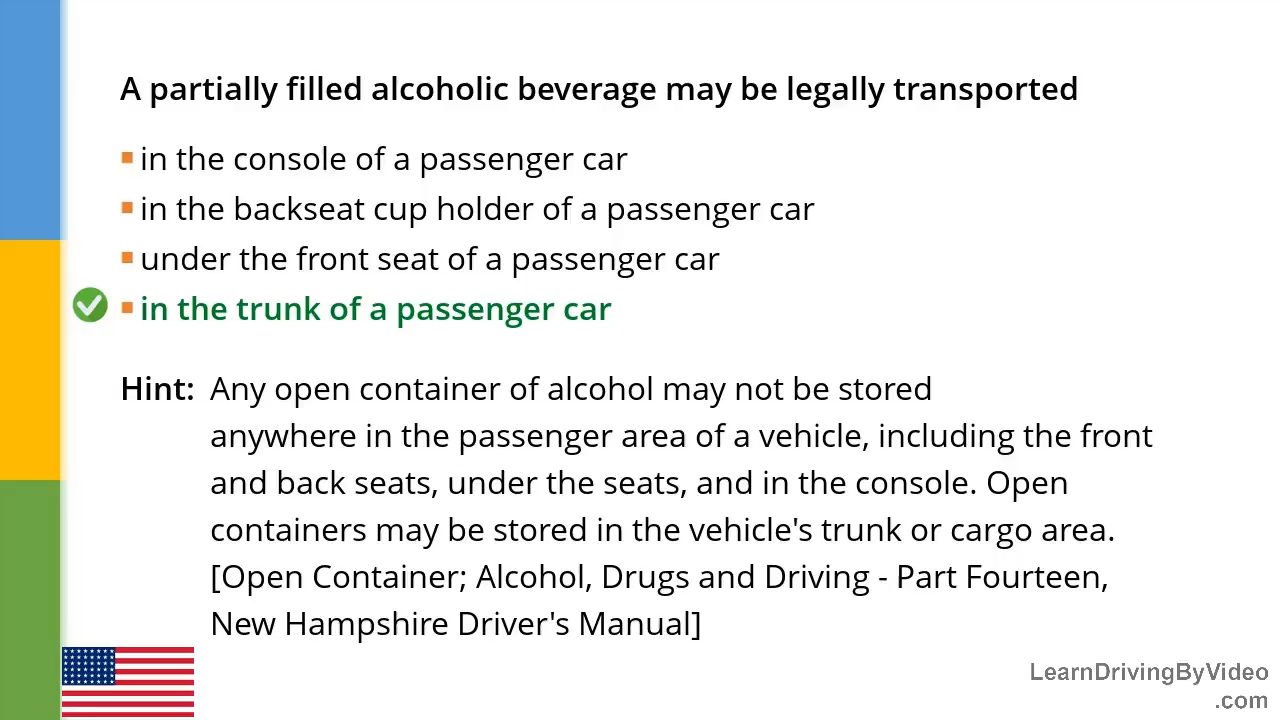 A partially filled alcoholic beverage may be legally transported
in the console of a passenger car
in the backseat cup holder of a passenger car
under the front seat of a passenger car
in the trunk of a passenger car
Hint: Any open container of alcohol may not be stored
anywhere in the passenger area of a vehicle, including the front
and back seats, under the seats, and in the console. Open
containers may be stored in the vehicle's trunk or cargo area.
[Open Container; Alcohol, Drugs and Driving - Part Fourteen,
New Hampshire Driver's Manual]
LearnDrivingByVideo
.com